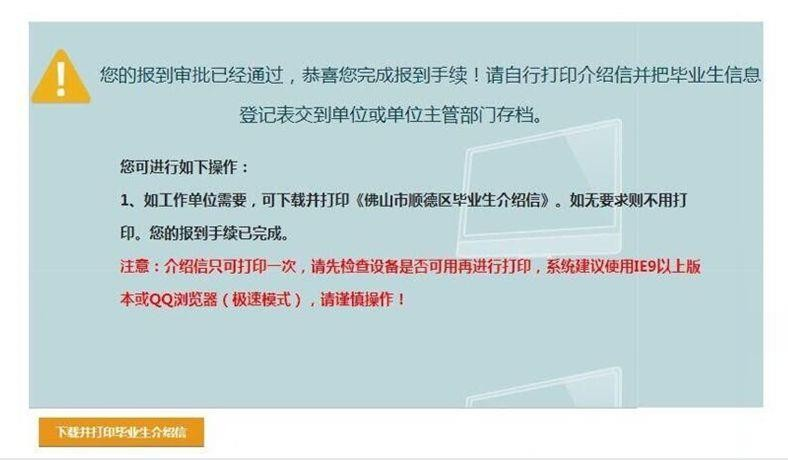 您的报到审批已经通过，恭喜您完成报到手续！请自行打印介绍信并把毕业生信息
登记表交到单位或单位主管部门存档。
您可进行如下操作：
1、如工作单位需要，可下载并打印《佛山市顺德区毕业生介绍信》。如无要求则不用打
印。您的报到手续已完成。
注意：介绍信只可打印一次，请先检查设备是否可用再进行打印，系统建议使用IE9以上版
本或QQ浏览器（极速模式），请谨慎操作！
下载并打印毕业生介绍信